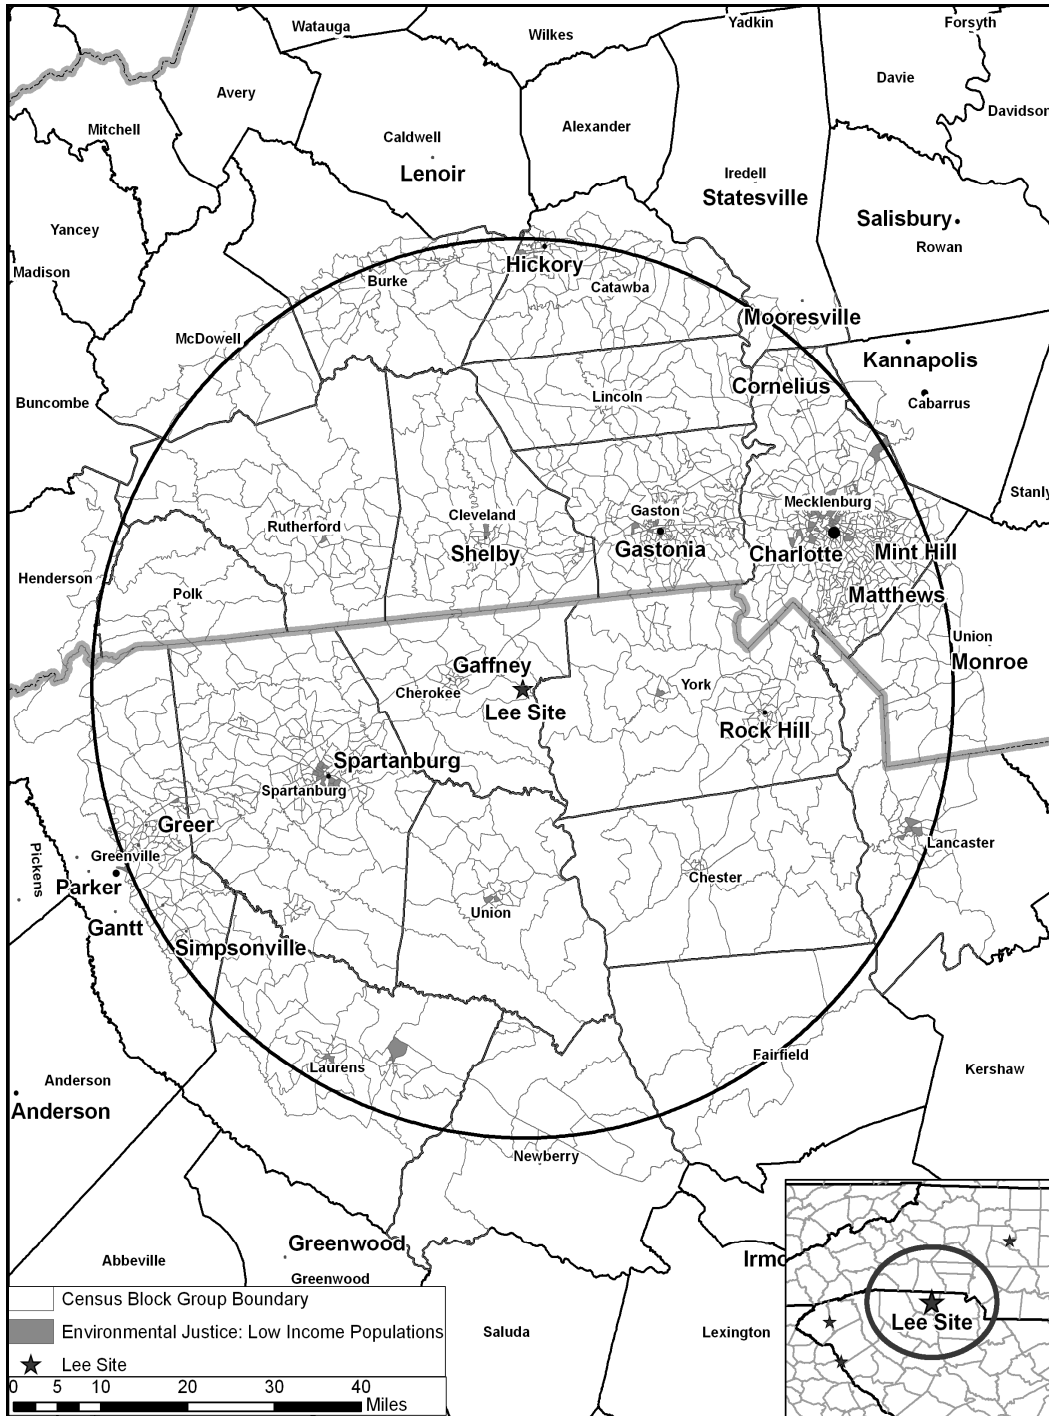 Watauga
Wilkes
Yadkin
Forsyth
Davie
Avery
Davidson
Mitchell
Caldwell
Alexander
Lenoir
Iredell
Statesville
Salisbury
Rowan
Yancey
Madison
Hickory
Burke
Catawba
Mooresville
McDowell
Kannapolis
Cornelius
Buncombe
Lincoln
Cabarrus
Stanly
Mecklenburg
Gaston
Cleveland
Rutherford
Shelby
Gastonia
Charlotte
Mint Hill
Henderson
Polk
Matthews
Union
Monroe
Gaffney
Cherokee
York
Lee Site
Rock Hill
Spartanburg
Spartanburg
Greer
Pickens
Greenville
Lancaster
Parker
Chester
Gantt
Union
Simpsonville
Fairfield
Laurens
Kershaw
Anderson
Anderson
Newberry
Greenwood
Abbeville
Greenwood
Irmo
Saluda
Lexington
Lee Site
Census Block Group Boundary
Environmental Justice: Low Income Populations
Lee Site
0 5 10 20 30 40
Miles